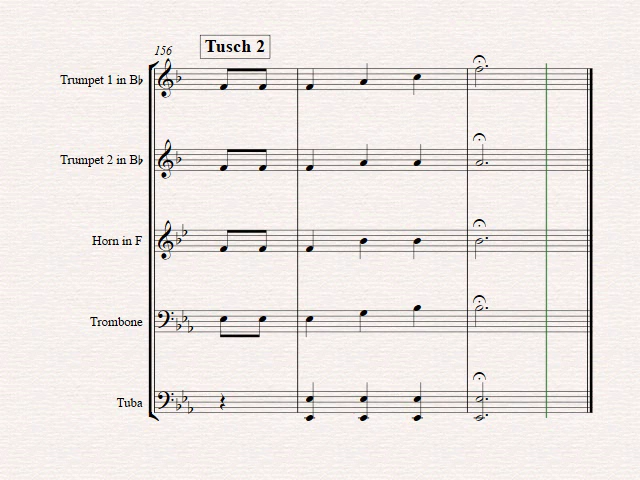 156
Tusch 2
Trumpet 1 in B♭
Trumpet 2 in B♭
Horn in F
Trombone
Tuba